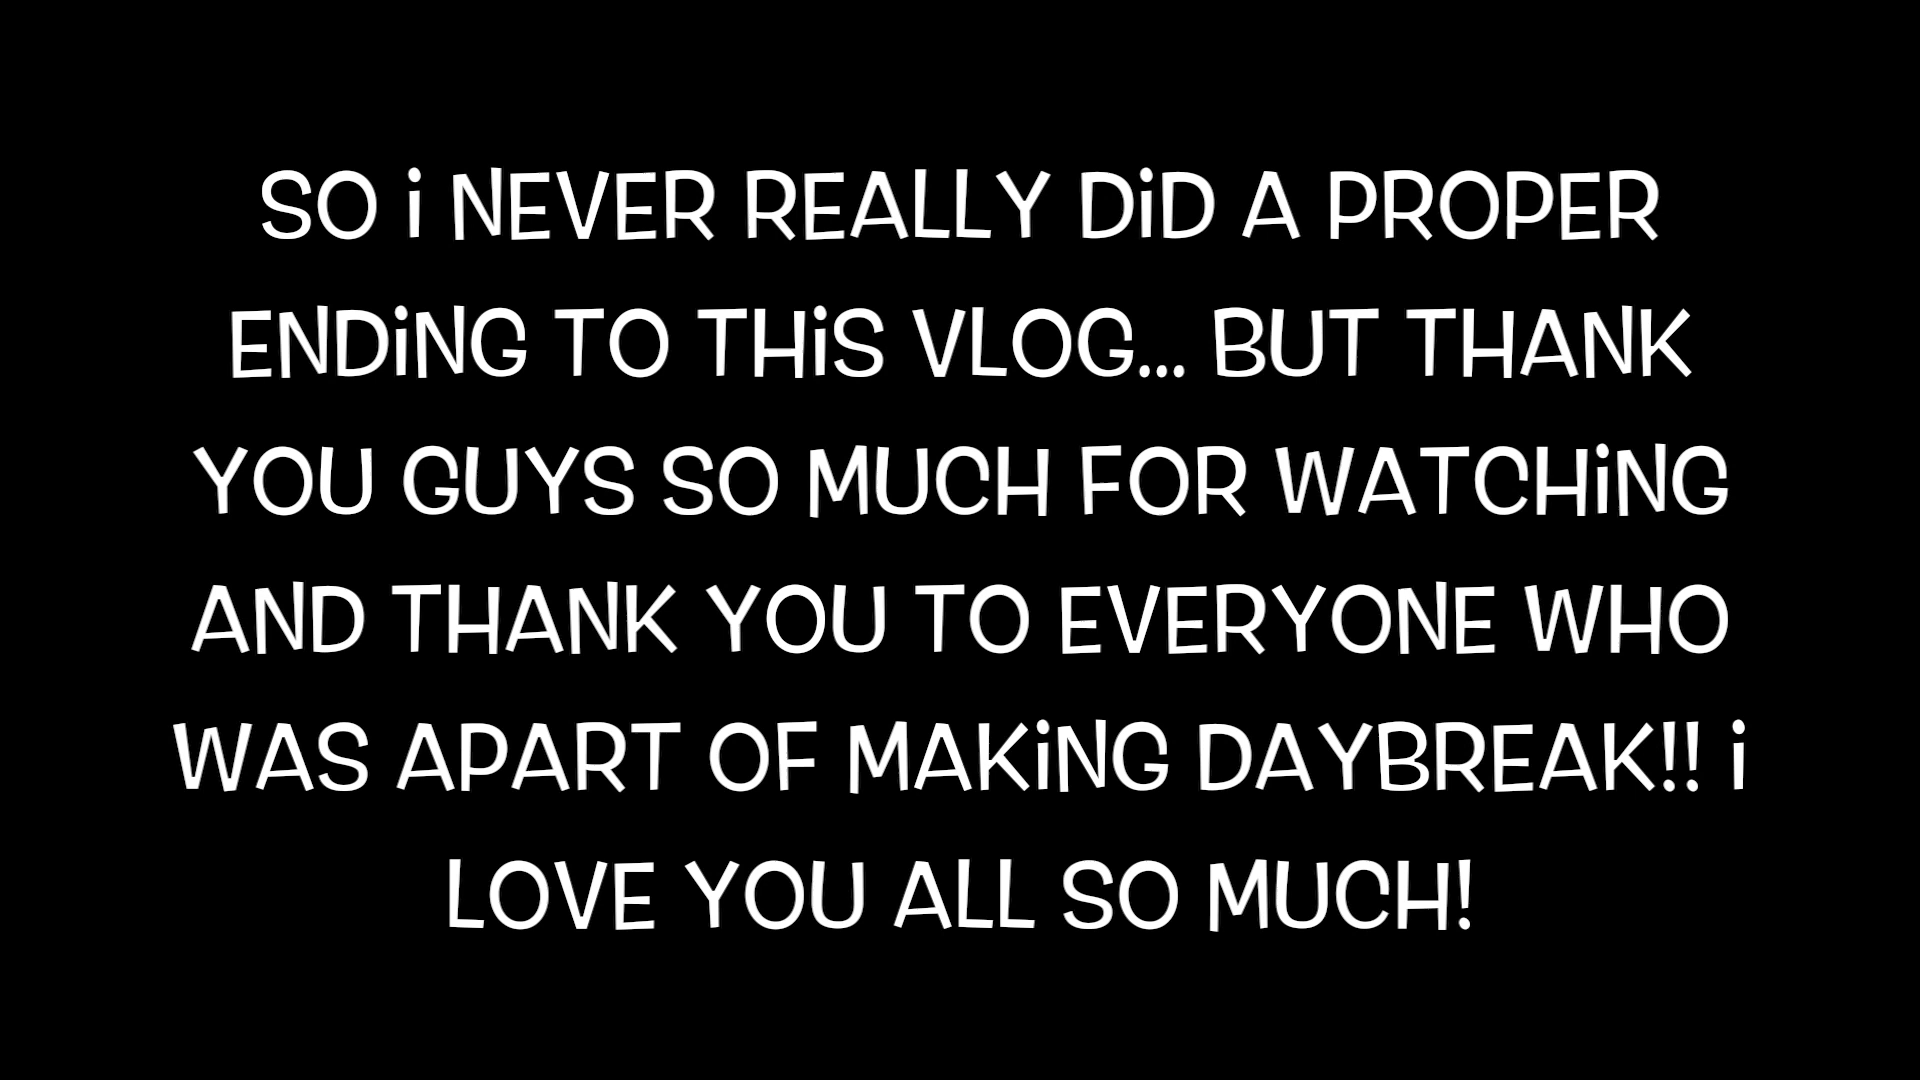 SO i NEVER REALLY DiD A PROPER
ENDiNG TO THiS VLOG... BUT THANK
YOU GUYS SO MUCH FOR WATCHiNG
AND THANK YOU TO EVERYONE WHO
WAS APART OF MAKiNG DAYBREAK!! i
LOVE YOU ALL SO MUCH!